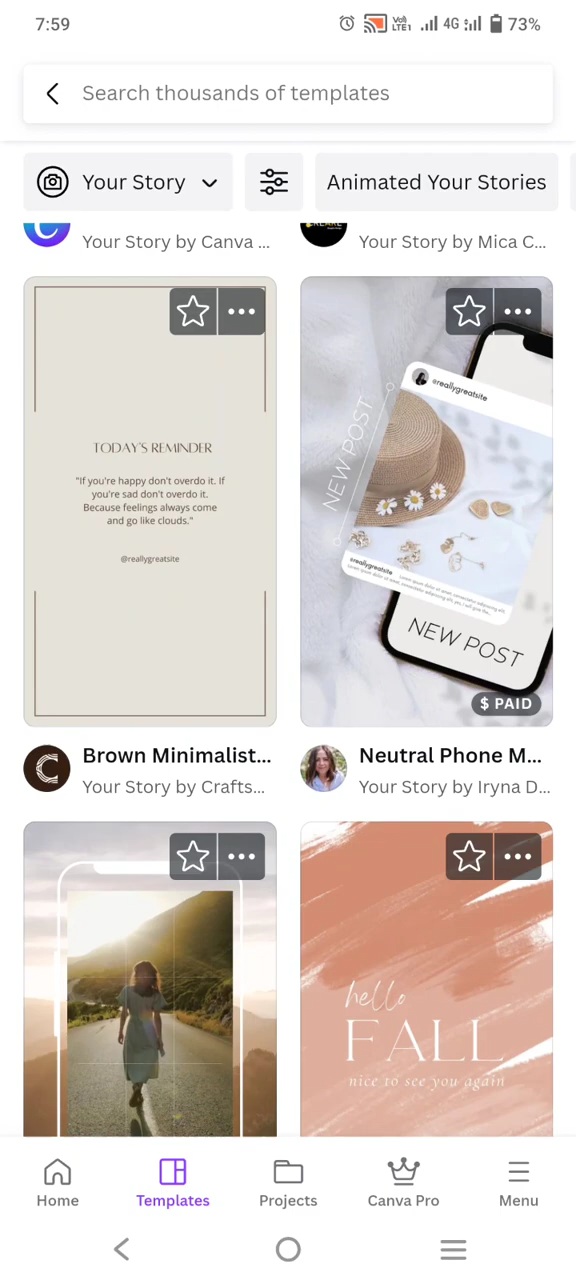 7:59
Vo)) LTE1
4G
73%
Search thousands of templates
Your Story
Animated Your Stories
Your Story by Canva ...
Your Story by Mica C...
TODAY'S REMINDER
"If you're happy don't overdo it. If
you're sad don't overdo it.
Because feelings always come
and go like clouds."
@reallygreatsite
@reallygreatsite
NEW POST
reallygreatsite
NEW POST
$ PAID
Brown Minimalist...
Your Story by Crafts...
Neutral Phone M...
Your Story by Iryna D...
hello
FALL
nice to see you again
Home
Templates
Projects
Canva Pro
Menu